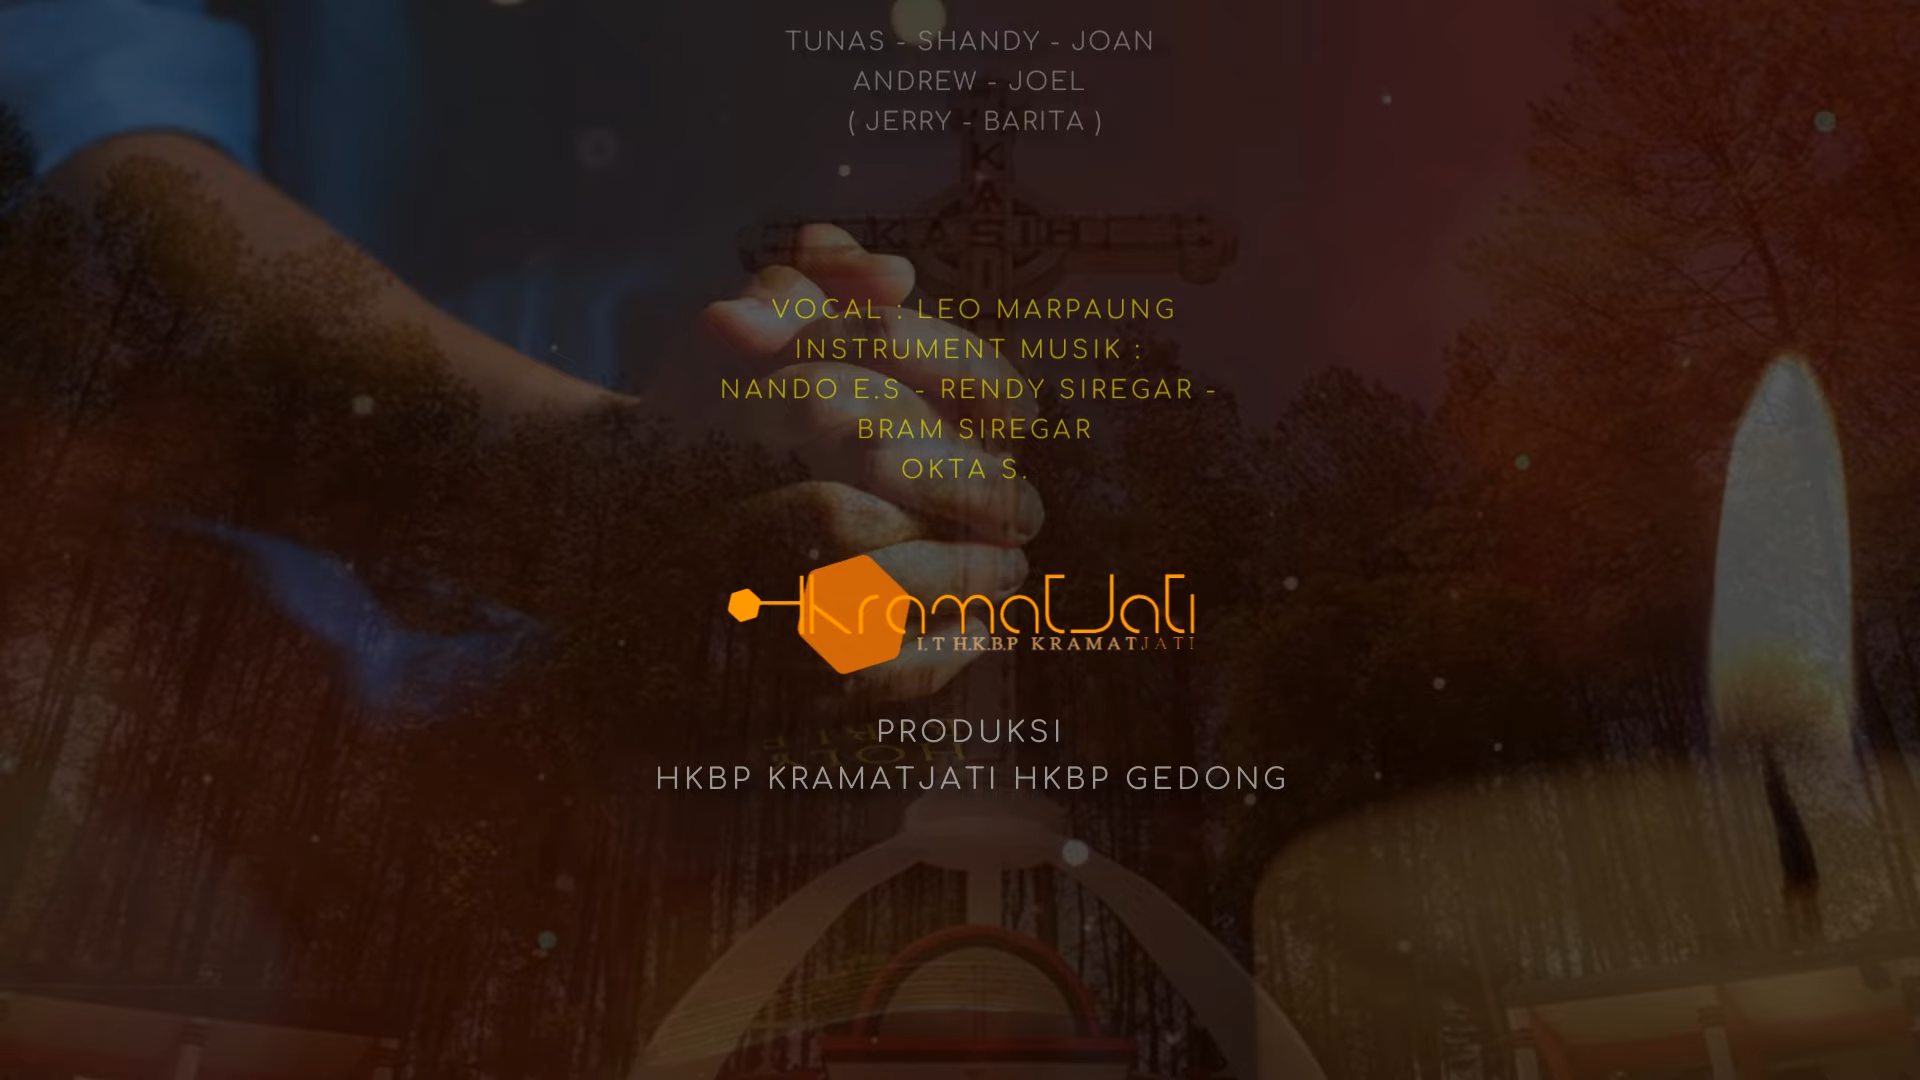 TUNAS - SHANDY - JOAN
ANDREW - JOEL
( JERRY - BARITA )
KASIH
VOCAL : LEO MARPAUNG
INSTRUMENT MUSIK :
NANDO E.S - RENDY SIREGAR -
BRAM SIREGAR
OKTA S.
KramatJati
I.T H.K.B.P KRAMATJATI
PRODUKSI
HKBP KRAMATJATI HKBP GEDONG